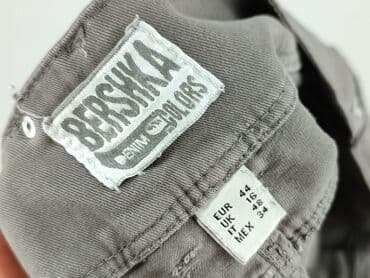 BERSHKA
DENIM
COLORS
EUR 44
UK 16
IT 48
MEX 34